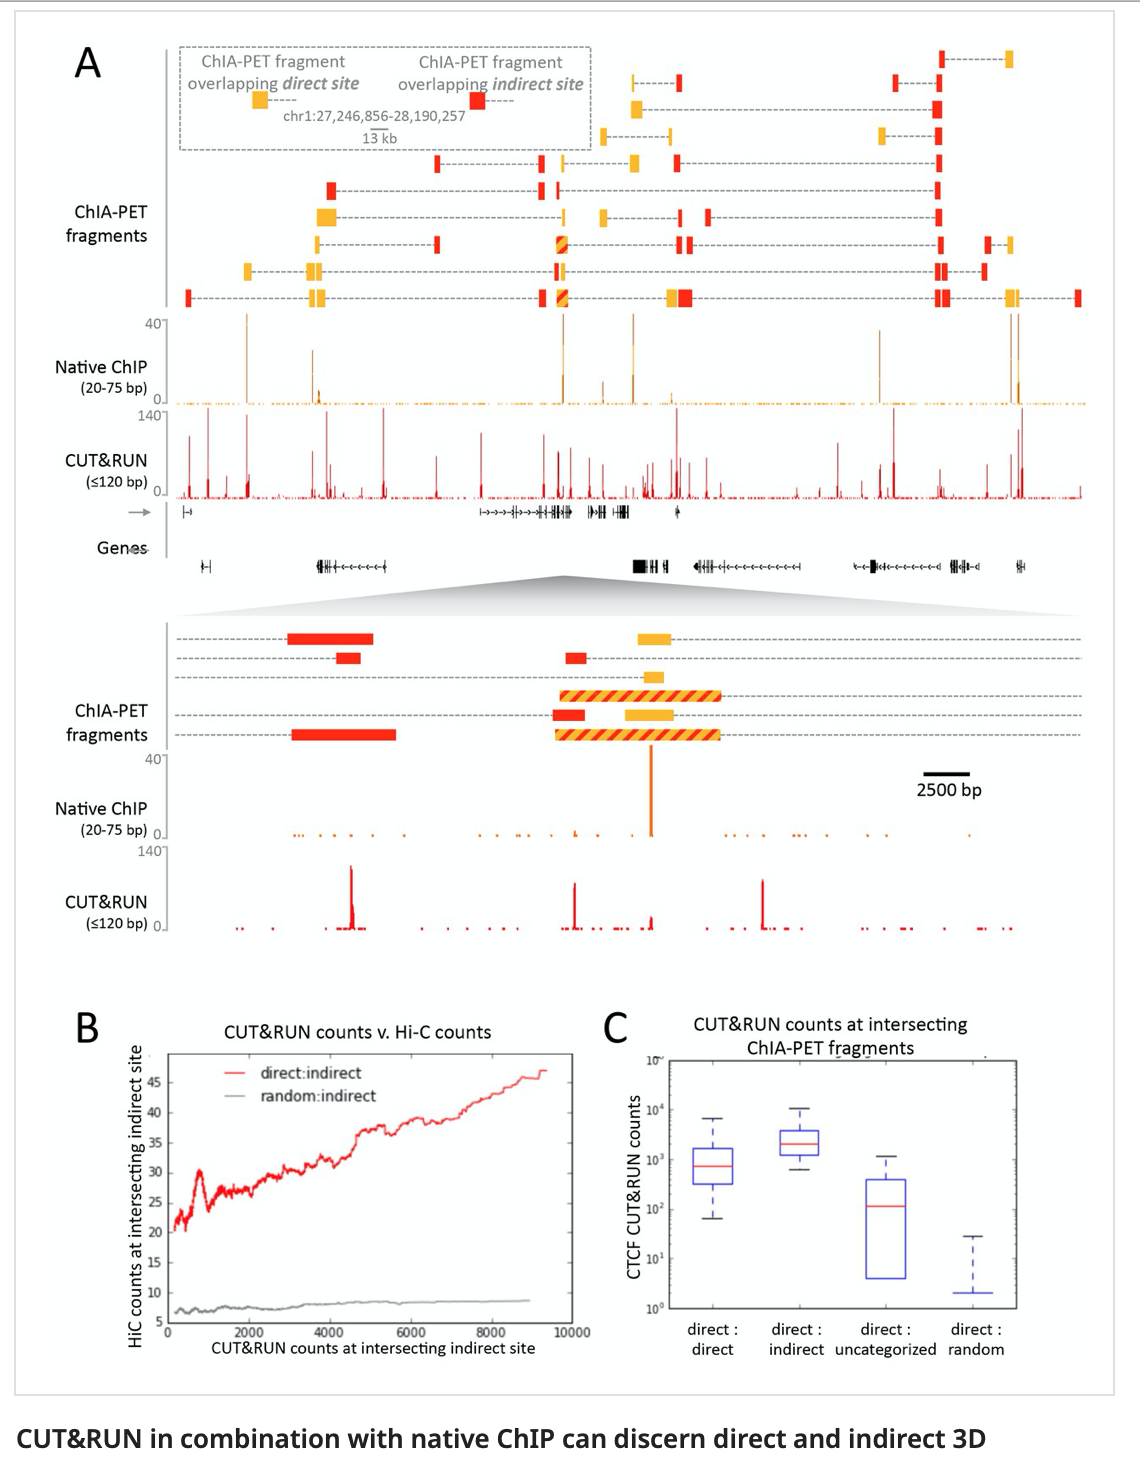 A
ChIA-PET fragment
overlapping direct site
ChIA-PET fragment
overlapping indirect site
chr1:27,246,856-28,190,257
13 kb
ChIA-PET
fragments
40
Native ChIP
(20-75 bp)
0
140
CUT&RUN
(≤120 bp)
0
Genes
ChIA-PET
fragments
40
Native ChIP
(20-75 bp)
0
2500 bp
140
CUT&RUN
(≤120 bp)
0
B
CUT&RUN counts v. Hi-C counts
HiC counts at intersecting indirect site
direct:indirect
random:indirect
45
40
35
30
25
20
15
10
5
0
2000
4000
6000
8000
10000
CUT&RUN counts at intersecting indirect site
C
CUT&RUN counts at intersecting
ChIA-PET fragments
CTCF CUT&RUN counts
10⁴
10³
10²
10¹
10⁰
direct :
direct
direct :
indirect
direct :
uncategorized
direct :
random
CUT&RUN in combination with native ChIP can discern direct and indirect 3D